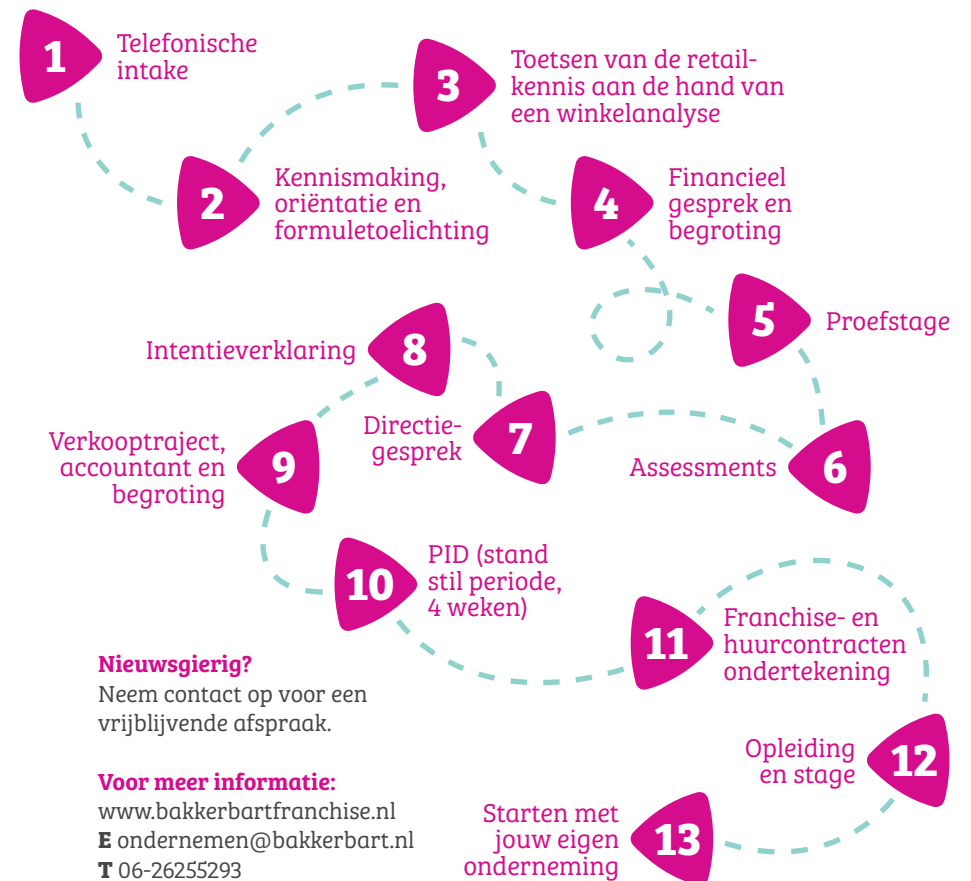 1
Telefonische
intake
2
Kennismaking,
oriëntatie en
formuletoelichting
3
Toetsen van de retail-
kennis aan de hand van
een winkelanalyse
4
Financieel
gesprek en
begroting
5
Proefstage
6
Assessments
7
Directie-
gesprek
8
Intentieverklaring
9
Verkooptraject,
accountant en
begroting
10
PID (stand
stil periode,
4 weken)
11
Franchise- en
huurcontracten
ondertekening
12
Opleiding
en stage
13
Starten met
jouw eigen
onderneming
Nieuwsgierig?
Neem contact op voor een
vrijblijvende afspraak.
Voor meer informatie:
www.bakkerbartfranchise.nl
E ondernemen@bakkerbart.nl
T 06-26255293